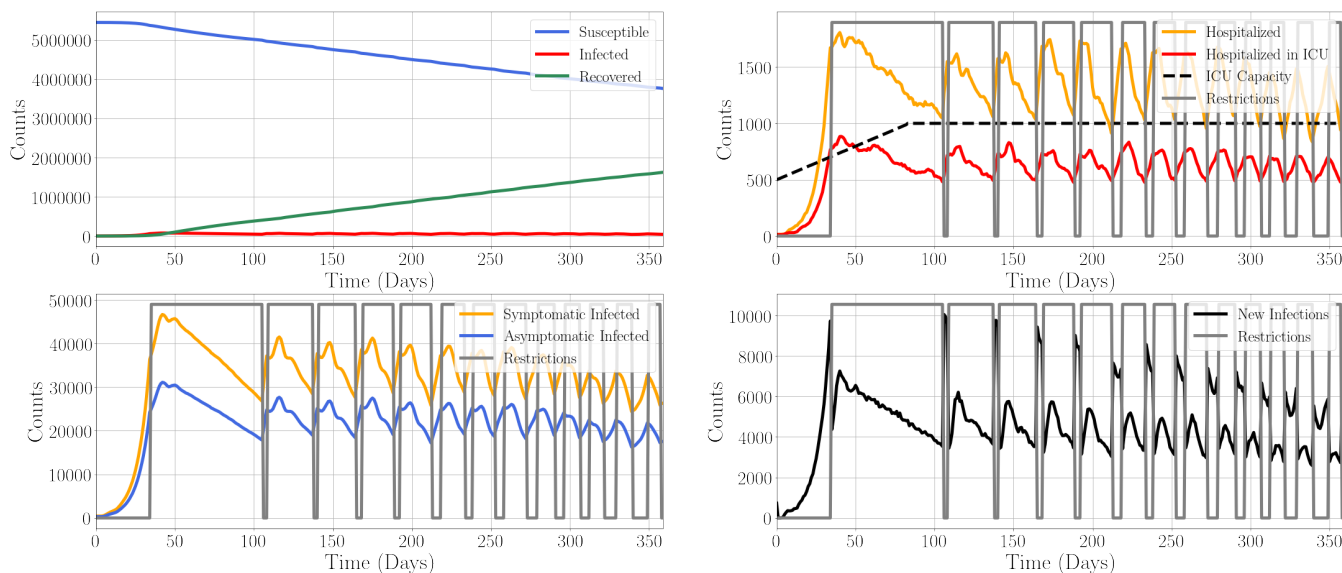 5000000
4000000
3000000
2000000
1000000
0
Counts
0 50 100 150 200 250 300 350
Time (Days)
Susceptible
Infected
Recovered
1500
1000
500
0
Counts
0 50 100 150 200 250 300 350
Time (Days)
Hospitalized
Hospitalized in ICU
ICU Capacity
Restrictions
50000
40000
30000
20000
10000
0
Counts
0 50 100 150 200 250 300 350
Time (Days)
Symptomatic Infected
Asymptomatic Infected
Restrictions
10000
8000
6000
4000
2000
0
Counts
0 50 100 150 200 250 300 350
Time (Days)
New Infections
Restrictions